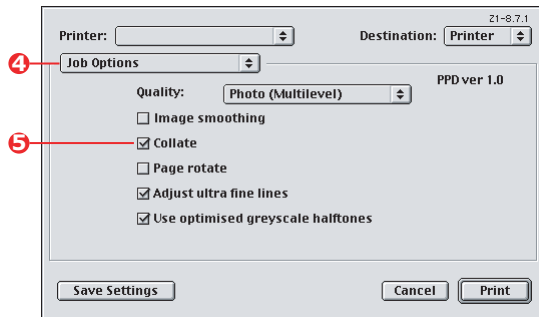 Z1-8.7.1
Printer: Destination: Printer
4 Job Options
PPD ver 1.0
Quality: Photo (Multilevel)
Image smoothing
5 Collate
Page rotate
Adjust ultra fine lines
Use optimised greyscale halftones
Save Settings Cancel Print